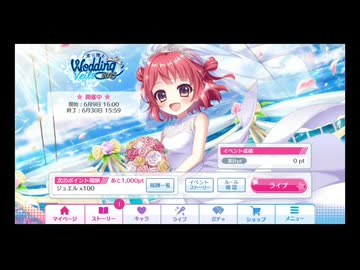 Wedding
開催中
開始：6月9日 16:00
終了：6月30日 15:59
イベント成績
累計pt
0 pt
次のポイント報酬
あと1,000pt
ジュエル x100
報酬一覧
イベント
ストーリー
ルール
確認
ライブ
マイページ
ストーリー
キャラ
ライブ
ガチャ
ショップ
メニュー